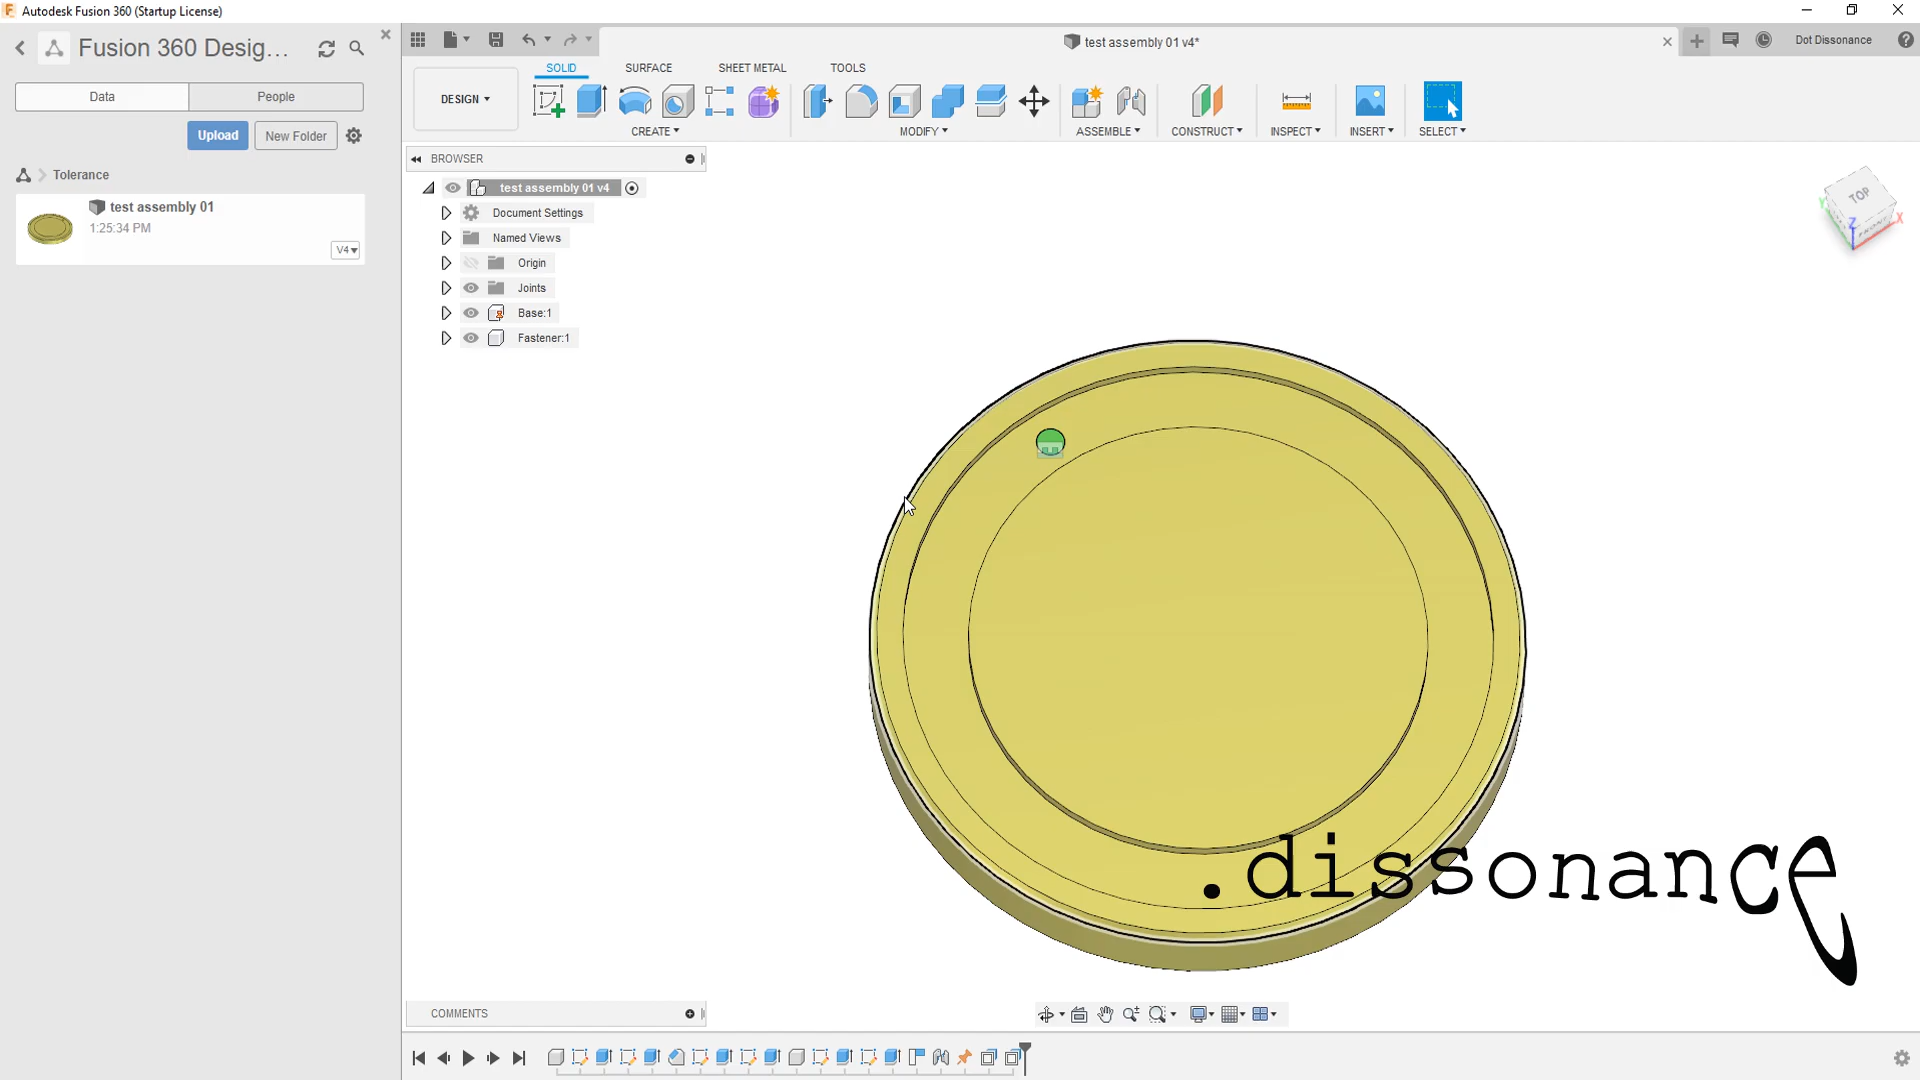 Autodesk Fusion 360 (Startup License)
Fusion 360 Desig...
Data
People
Upload
New Folder
Tolerance
test assembly 01
1:25:34 PM
V4
test assembly 01 v4*
Dot Dissonance
DESIGN
SOLID
SURFACE
SHEET METAL
TOOLS
CREATE
MODIFY
ASSEMBLE
CONSTRUCT
INSPECT
INSERT
SELECT
BROWSER
test assembly 01 v4
Document Settings
Named Views
Origin
Joints
Base:1
Fastener:1
TOP
FRONT
X
Y
Z
.dissonance
COMMENTS